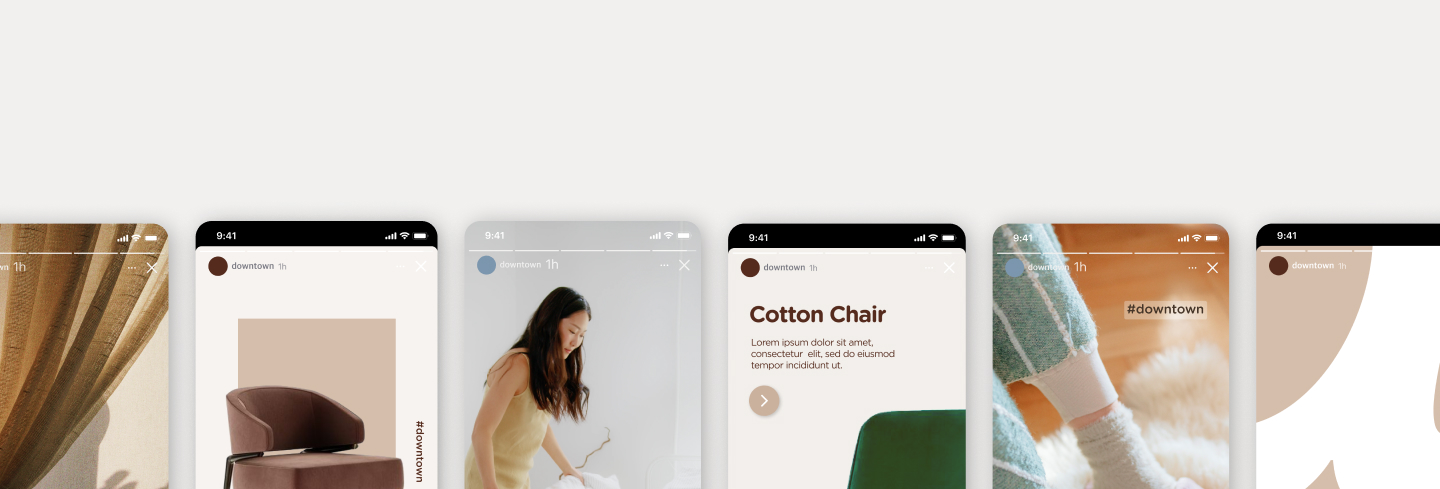 wn 1h
9:41
downtown 1h
#downtown
9:41
downtown 1h
9:41
downtown 1h
Cotton Chair
Lorem ipsum dolor sit amet,
consectetur elit, sed do eiusmod
tempor incididunt ut.
9:41
downtown 1h
#downtown
9:41
downtown 1h